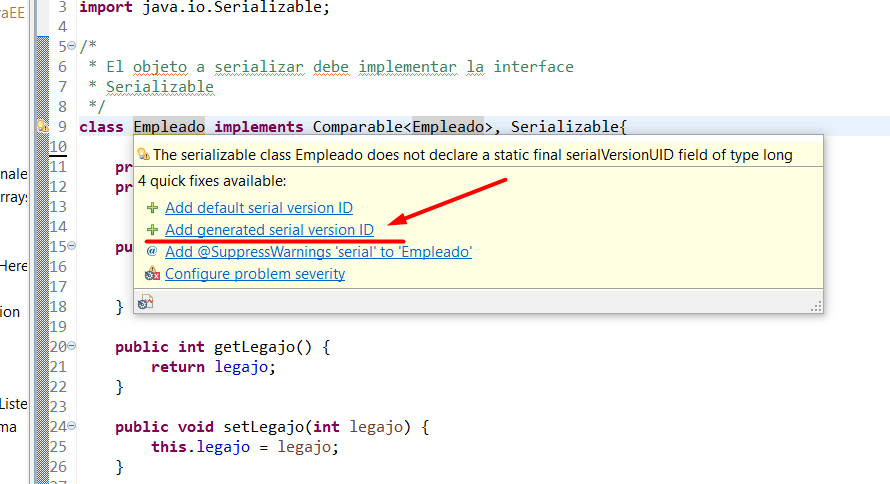 vaEE
3 import java.io.Serializable;
4
5 /*
6 * El objeto a serializar debe implementar la interface
7 * Serializable
8 */
9 class Empleado implements Comparable<Empleado>, Serializable{
10
The serializable class Empleado does not declare a static final serialVersionUID field of type long
nale
11 pr
4 quick fixes available:
12 pr
rrays
13
Add default serial version ID
14
Add generated serial version ID
15 pu
@ Add @SuppressWarnings 'serial' to 'Empleado'
Here
16
Configure problem severity
17
ion
18 }
19
20 public int getLegajo() {
21 return legajo;
22 }
23
Liste
24 public void setLegajo(int legajo) {
ma
25 this.legajo = legajo;
26 }